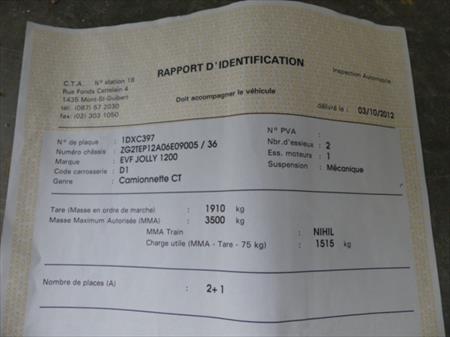 RAPPORT D'IDENTIFICATION
C.T.A. N° station 18
Rue Fonds Cattelain 4
1435 Mont-St-Guibert
tel: (087) 57 2030
fax: (02) 303 1050
Inspection Automobile
Doit accompagner le véhicule
délivré le : 03/10/2012
N° de plaque : 1DXC397
Numéro châssis : ZG2TEP12A06E09005 / 36
Marque : EVF JOLLY 1200
Code carrosserie : D1
Genre : Camionnette CT
N° PVA :
Nbr.d'essieux : 2
Ess. moteurs : 1
Suspension : Mécanique
Tare (Masse en ordre de marche) : 1910 kg
Masse Maximum Autorisée (MMA) : 3500 kg
MMA Train : NIHIL
Charge utile (MMA - Tare - 75 kg) : 1515 kg
Nombre de places (A) : 2+1